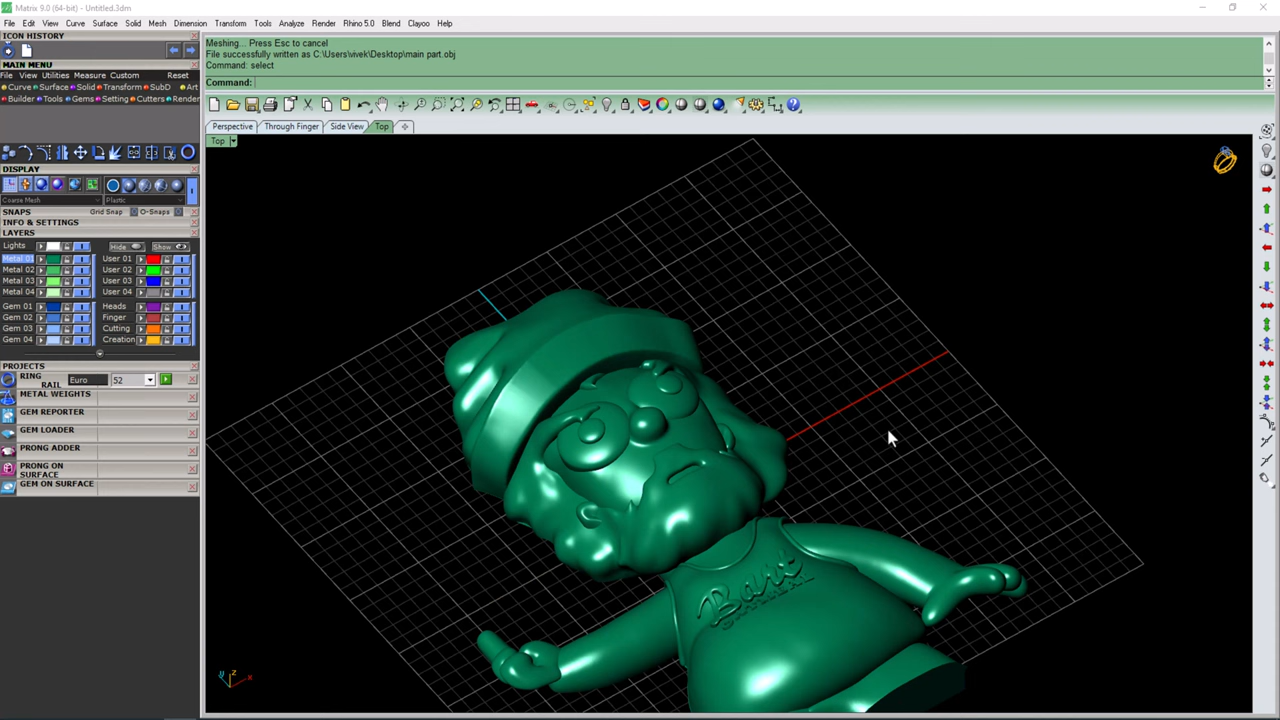 Matrix 9.0 (64-bit) - Untitled.3dm
File Edit View Curve Surface Solid Mesh Dimension Transform Tools Analyze Render Rhino 5.0 Blend Clayoo Help
ICON HISTORY
MAIN MENU
File View Utilities Measure Custom Reset
Curve Surface Solid Transform SubD Art
Builder Tools Gems Setting Cutters Render
DISPLAY
Coarse Mesh Plastic
SNAPS Grid Snap O-Snaps
INFO & SETTINGS
LAYERS
Lights Hide Show
Metal 01 User 01
Metal 02 User 02
Metal 03 User 03
Metal 04 User 04
Gem 01 Heads
Gem 02 Finger
Gem 03 Cutting
Gem 04 Creation
PROJECTS
RING RAIL Euro 52
METAL WEIGHTS
GEM REPORTER
GEM LOADER
PRONG ADDER
PRONG ON SURFACE
GEM ON SURFACE
Meshing... Press Esc to cancel
File successfully written as C:\Users\vivek\Desktop\main part.obj
Command: select
Command:
Perspective Through Finger Side View Top
Top
y z x